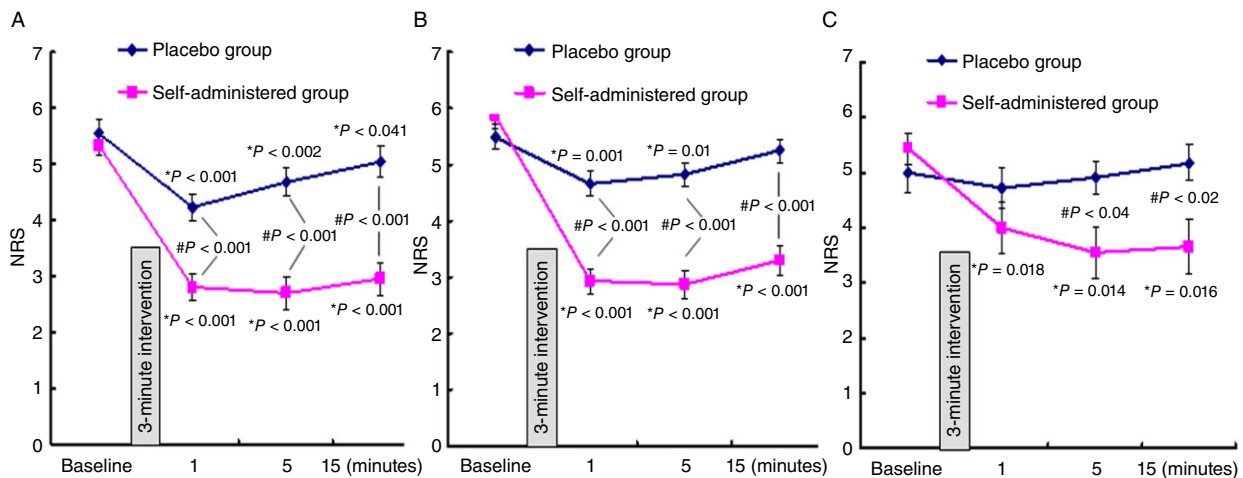 A
Placebo group
Self-administered group
7
6
5
4
3
2
1
0
NRS
3-minute intervention
*P < 0.001
*P < 0.002
*P < 0.041
#P < 0.001
#P < 0.001
#P < 0.001
*P < 0.001
*P < 0.001
*P < 0.001
Baseline 1 5 15 (minutes)
B
Placebo group
Self-administered group
7
6
5
4
3
2
1
0
NRS
3-minute intervention
*P = 0.001
*P = 0.01
#P < 0.001
#P < 0.001
#P < 0.001
*P < 0.001
*P < 0.001
*P < 0.001
Baseline 1 5 15 (minutes)
C
Placebo group
Self-administered group
7
6
5
4
3
2
1
0
NRS
3-minute intervention
#P < 0.02
#P < 0.04
*P = 0.018
*P = 0.014
*P = 0.016
Baseline 1 5 15 (minutes)